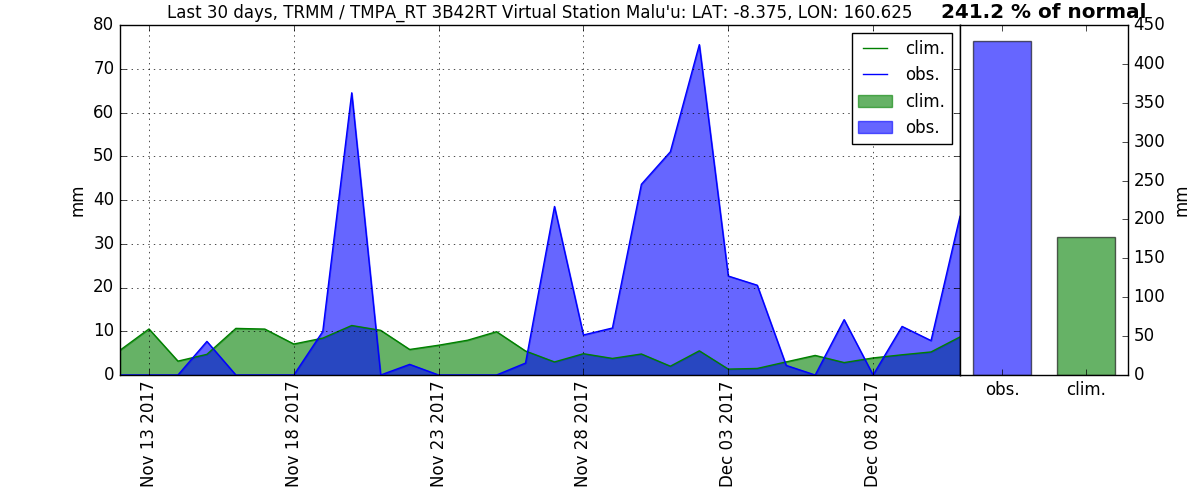 Last 30 days, TRMM / TMPA_RT 3B42RT Virtual Station Malu'u: LAT: -8.375, LON: 160.625
241.2 % of normal
80
70
60
50
40
30
20
10
0
mm
clim.
obs.
clim.
obs.
Nov 13 2017
Nov 18 2017
Nov 23 2017
Nov 28 2017
Dec 03 2017
Dec 08 2017
450
400
350
300
250
200
150
100
50
0
mm
obs.
clim.